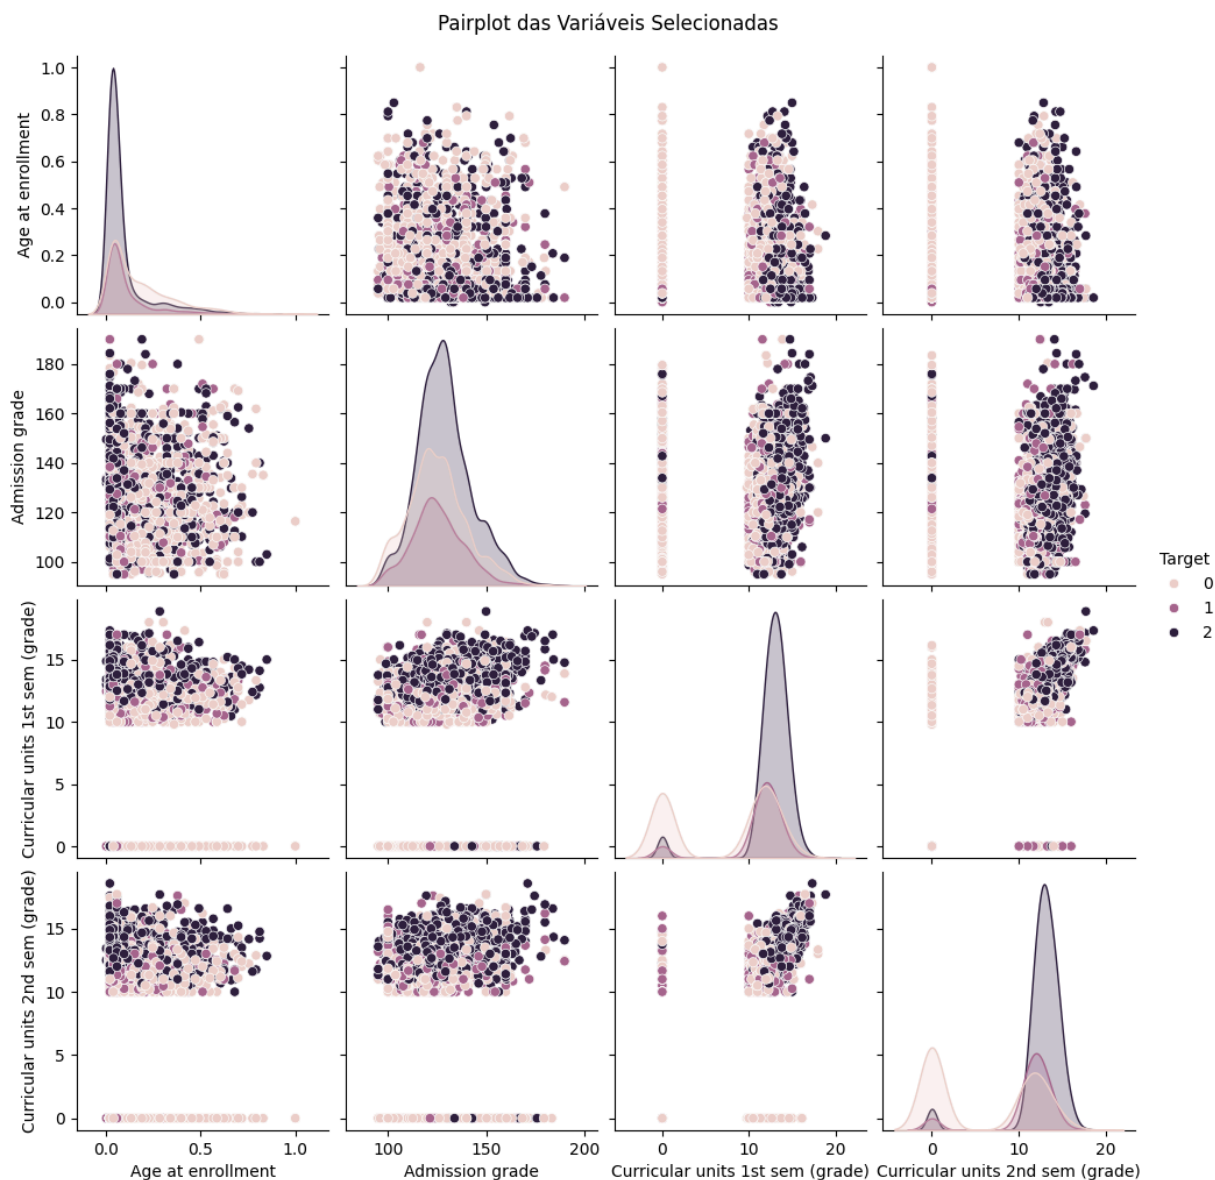 Pairplot das Variáveis Selecionadas
Age at enrollment
1.0
0.8
0.6
0.4
0.2
0.0
Admission grade
180
160
140
120
100
Curricular units 1st sem (grade)
15
10
5
0
Curricular units 2nd sem (grade)
15
10
5
0
0.0 0.5 1.0
Age at enrollment
100 150 200
Admission grade
0 10 20
Curricular units 1st sem (grade)
0 10 20
Curricular units 2nd sem (grade)
Target
0
1
2